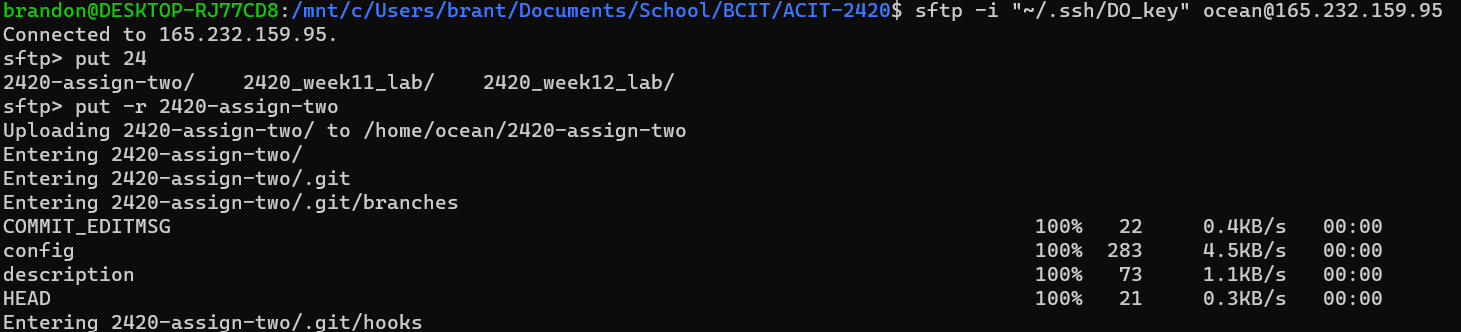 brandon@DESKTOP-RJ77CD8:/mnt/c/Users/brant/Documents/School/BCIT/ACIT-2420$ sftp -i "~/.ssh/DO_key" ocean@165.232.159.95
Connected to 165.232.159.95.
sftp> put 24
2420-assign-two/    2420_week11_lab/    2420_week12_lab/
sftp> put -r 2420-assign-two
Uploading 2420-assign-two/ to /home/ocean/2420-assign-two
Entering 2420-assign-two/
Entering 2420-assign-two/.git
Entering 2420-assign-two/.git/branches
COMMIT_EDITMSG                                                                        100%   22     0.4KB/s   00:00
config                                                                                100%  283     4.5KB/s   00:00
description                                                                           100%   73     1.1KB/s   00:00
HEAD                                                                                  100%   21     0.3KB/s   00:00
Entering 2420-assign-two/.git/hooks